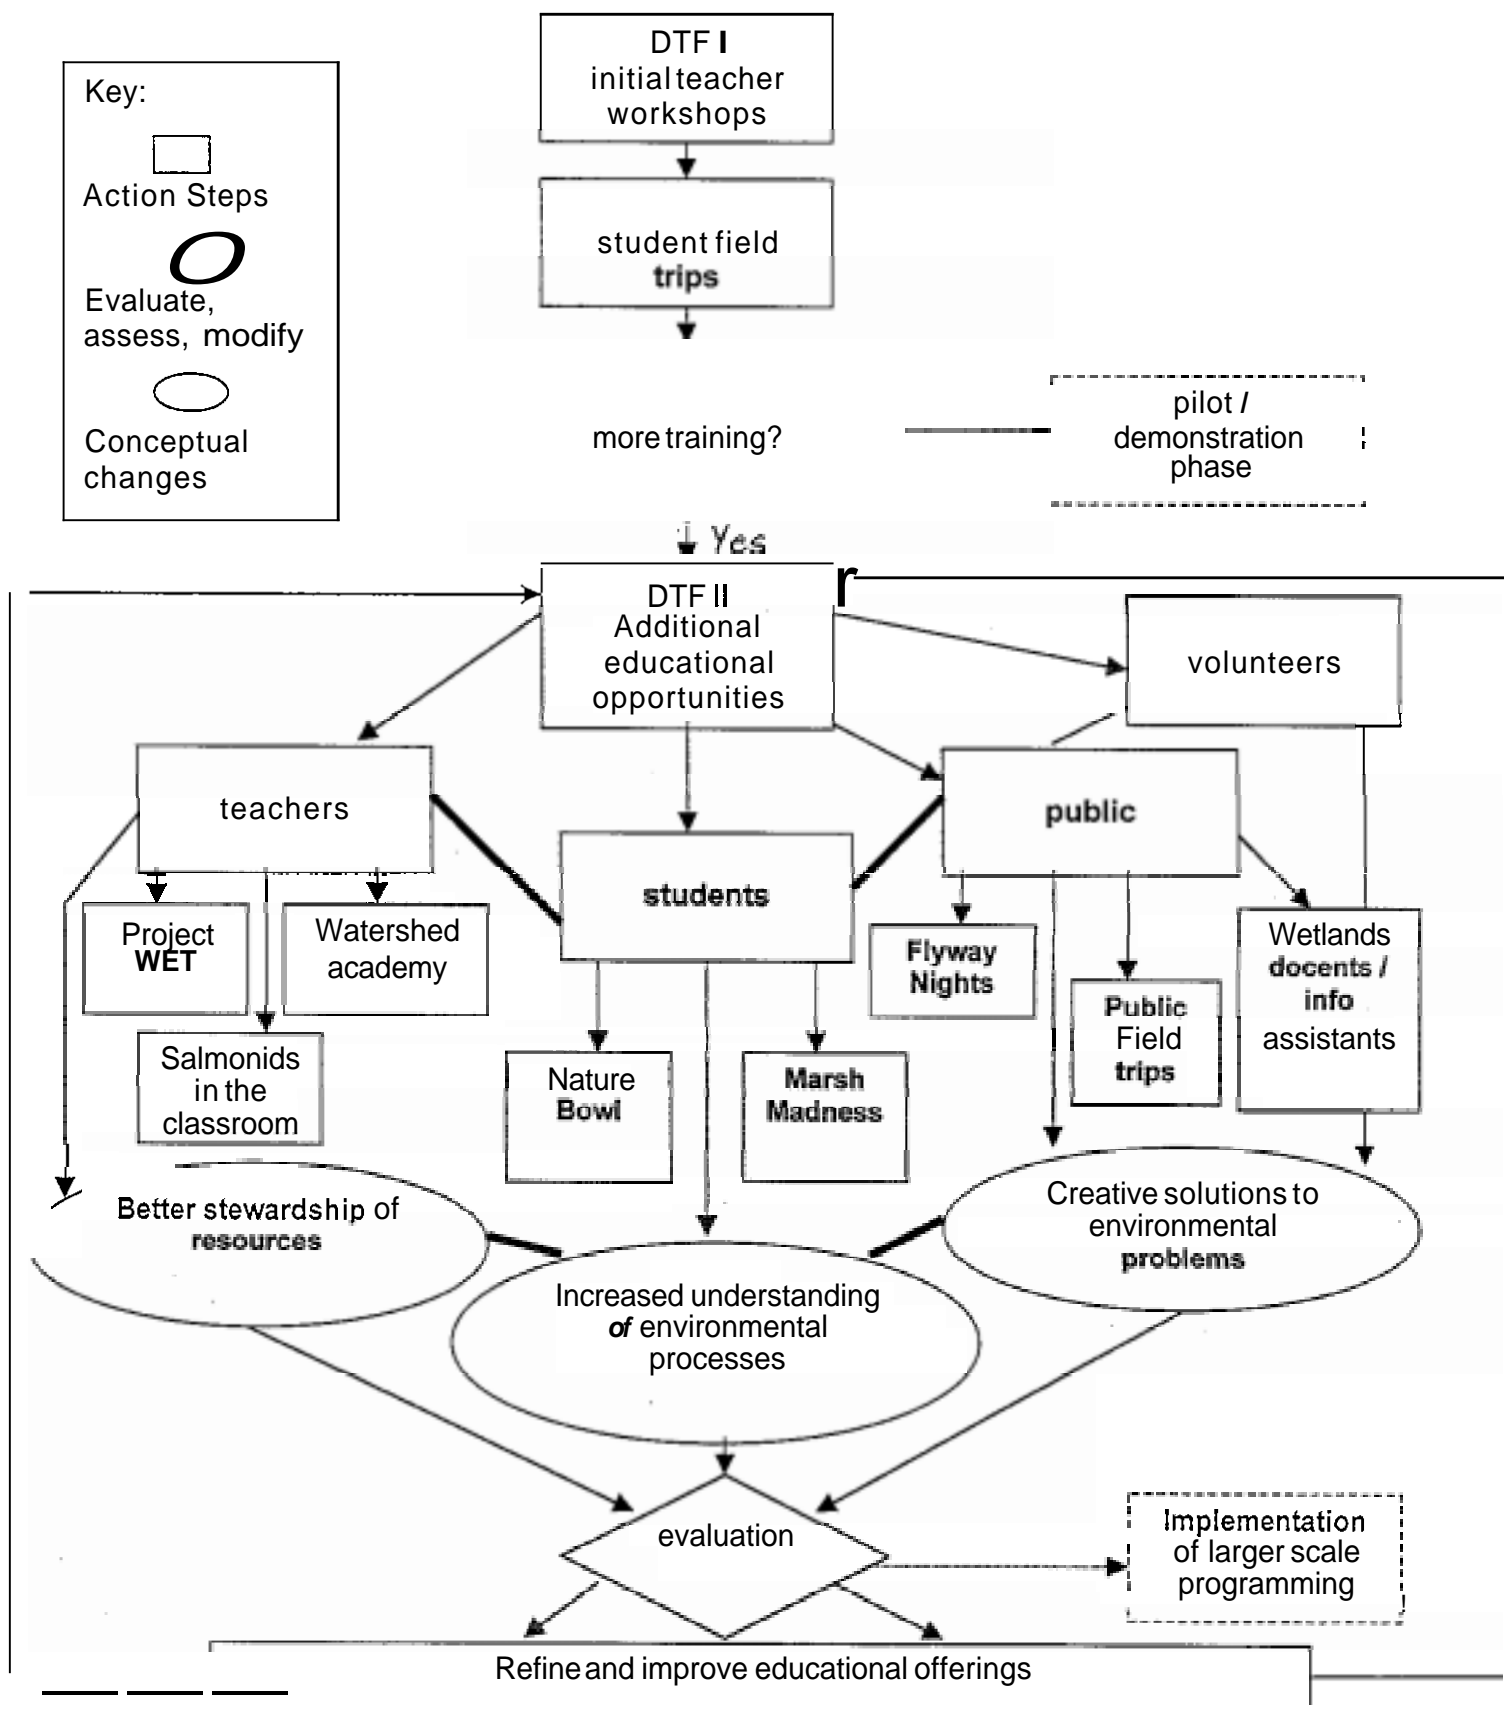 DTF I
initial teacher
workshops
Key:
Action Steps
Evaluate,
assess, modify
Conceptual
changes
student field
trips
more training?
pilot /
demonstration
phase
Yes
DTF II
Additional
educational
opportunities
volunteers
teachers
students
public
Project
WET
Watershed
academy
Salmonids
in the
classroom
Nature
Bowl
Marsh
Madness
Flyway
Nights
Public
Field
trips
Wetlands
docents /
info
assistants
Better stewardship of
resources
Increased understanding
of environmental
processes
Creative solutions to
environmental
problems
evaluation
Implementation
of larger scale
programming
Refine and improve educational offerings